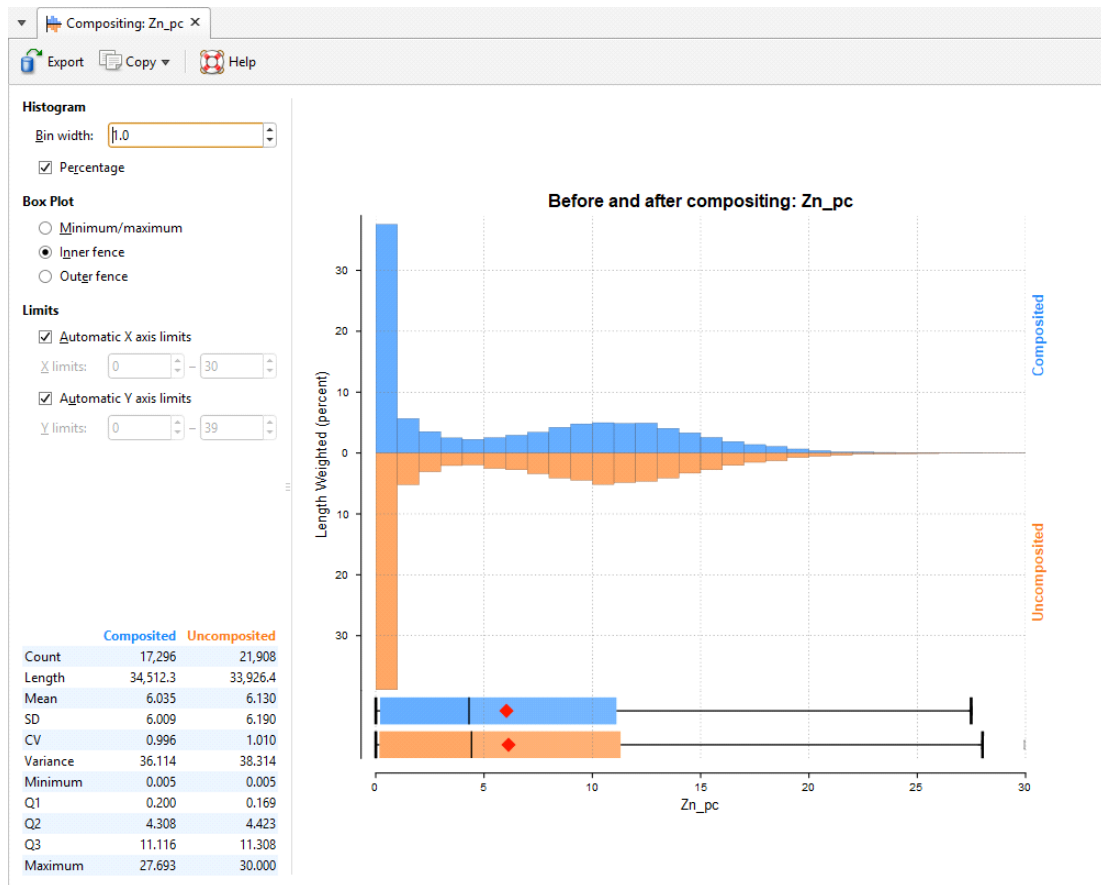 Compositing: Zn_pc
Export Copy Help
Histogram
Bin width: 1.0
Percentage
Box Plot
Minimum/maximum
Inner fence
Outer fence
Limits
Automatic X axis limits
X limits: 0 – 30
Automatic Y axis limits
Y limits: 0 – 39
Composited Uncomposited
Count 17,296 21,908
Length 34,512.3 33,926.4
Mean 6.035 6.130
SD 6.009 6.190
CV 0.996 1.010
Variance 36.114 38.314
Minimum 0.005 0.005
Q1 0.200 0.169
Q2 4.308 4.423
Q3 11.116 11.308
Maximum 27.693 30.000
Before and after compositing: Zn_pc
Length Weighted (percent)
30
20
10
0
10
20
30
Composited
Uncomposited
0 5 10 15 20 25 30
Zn_pc